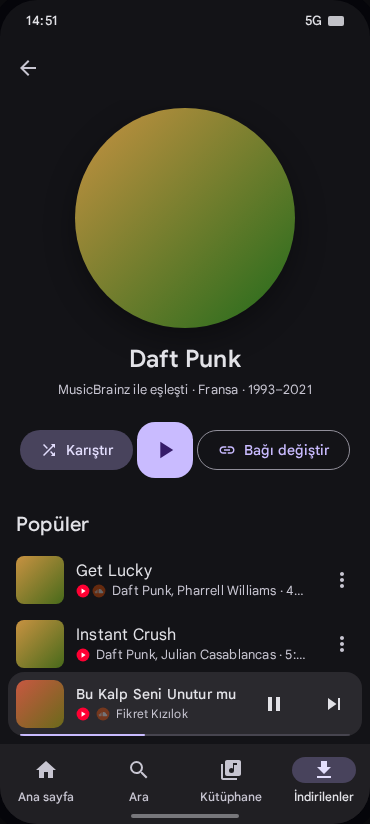 14:51
5G
Daft Punk
MusicBrainz ile eşleşti · Fransa · 1993–2021
Karıştır
Bağı değiştir
Popüler
Get Lucky
Daft Punk, Pharrell Williams · 4…
Instant Crush
Daft Punk, Julian Casablancas · 5:…
Bu Kalp Seni Unutur mu
Fikret Kızılok
Ana sayfa
Ara
Kütüphane
İndirilenler